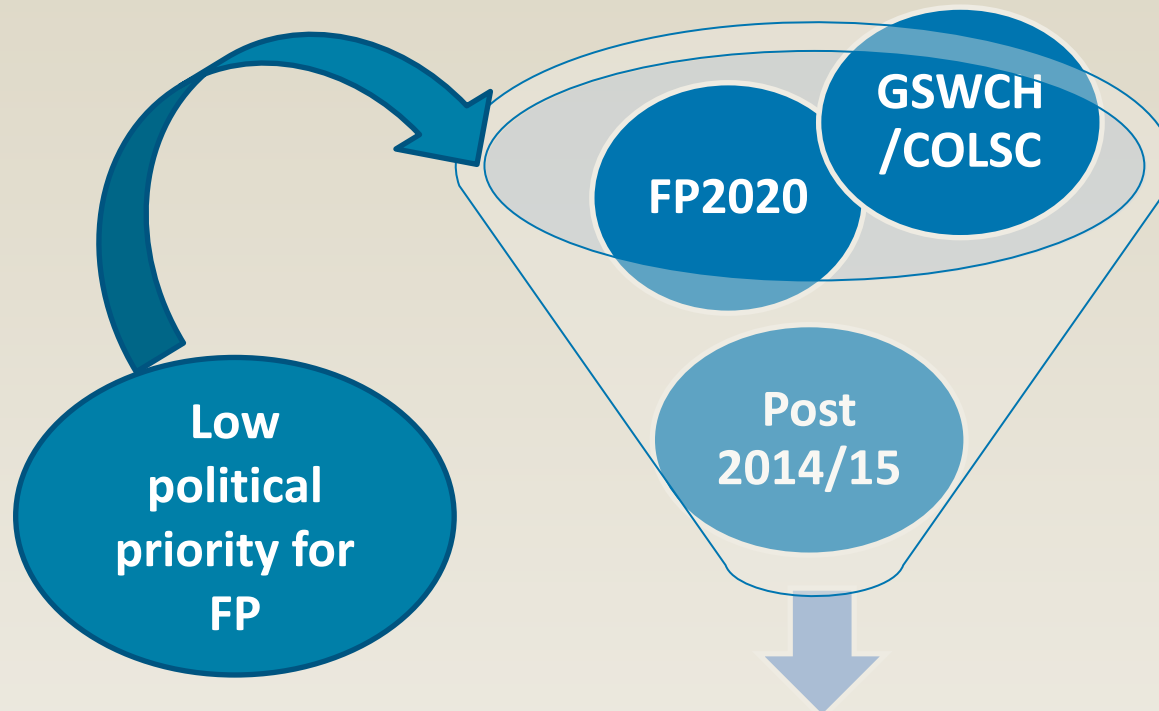 GSWCH
/COLSC
FP2020
Post
2014/15
Low
political
priority for
FP